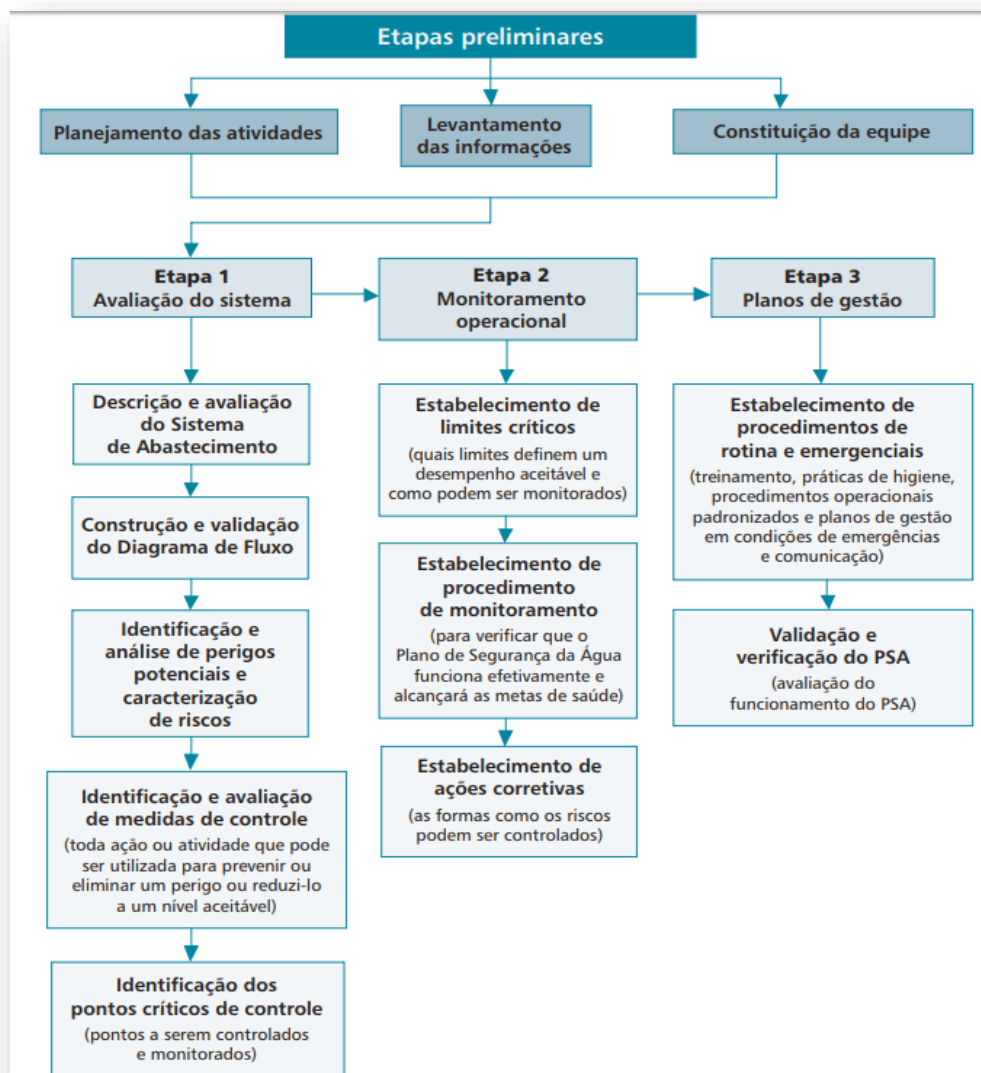 Etapas preliminares
Planejamento das atividades
Levantamento
das informações
Constituição da equipe
Etapa 1
Avaliação do sistema
Etapa 2
Monitoramento
operacional
Etapa 3
Planos de gestão
Descrição e avaliação
do Sistema
de Abastecimento
Construção e validação
do Diagrama de Fluxo
Identificação e
análise de perigos
potenciais e
caracterização
de riscos
Identificação e avaliação
de medidas de controle
(toda ação ou atividade que pode
ser utilizada para prevenir ou
eliminar um perigo ou reduzi-lo
a um nível aceitável)
Identificação dos
pontos críticos de controle
(pontos a serem controlados
e monitorados)
Estabelecimento de
limites críticos
(quais limites definem um
desempenho aceitável e
como podem ser monitorados)
Estabelecimento de
procedimento
de monitoramento
(para verificar que o
Plano de Segurança da Água
funciona efetivamente e
alcançará as metas de saúde)
Estabelecimento de
ações corretivas
(as formas como os riscos
podem ser controlados)
Estabelecimento de
procedimentos de
rotina e emergenciais
(treinamento, práticas de higiene,
procedimentos operacionais
padronizados e planos de gestão
em condições de emergências
e comunicação)
Validação e
verificação do PSA
(avaliação do
funcionamento do PSA)